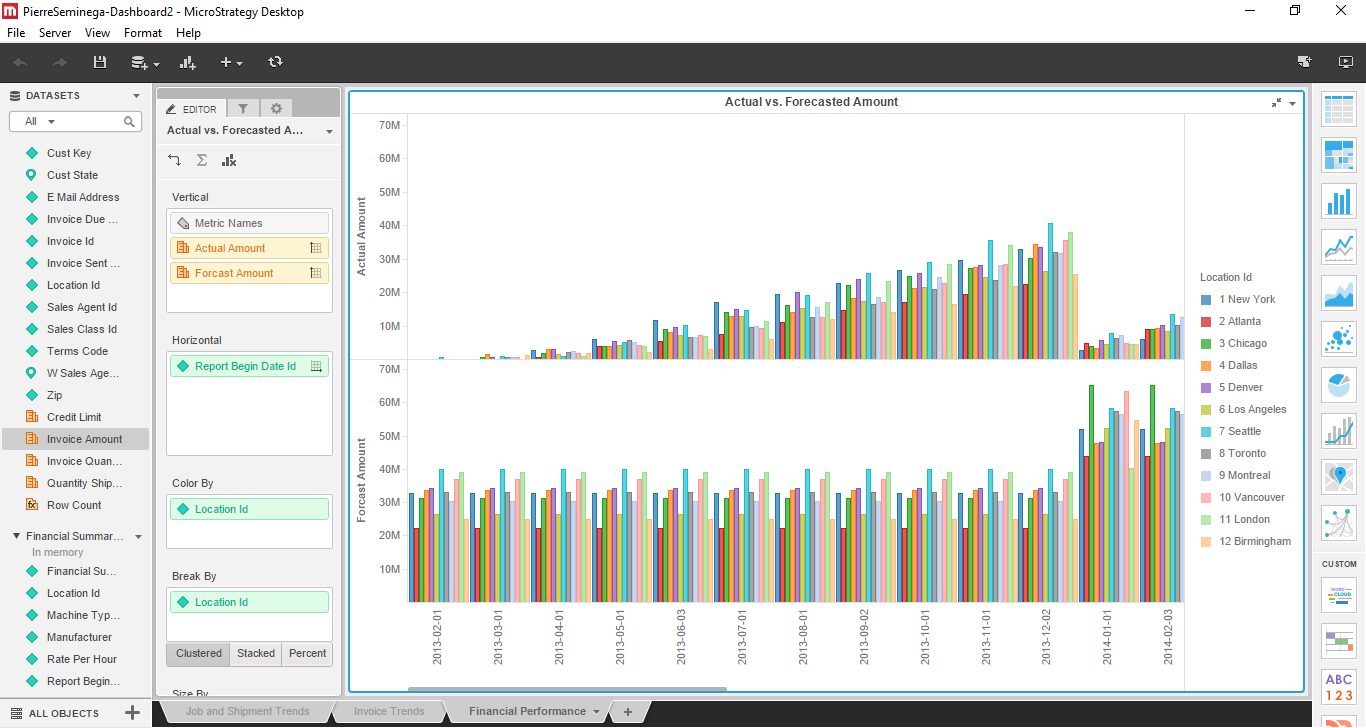 PierreSeminega-Dashboard2 - MicroStrategy Desktop
File Server View Format Help
DATASETS
All
Cust Key
Cust State
E Mail Address
Invoice Due ...
Invoice Id
Invoice Sent ...
Location Id
Sales Agent Id
Sales Class Id
Terms Code
W Sales Age...
Zip
Credit Limit
Invoice Amount
Invoice Quan...
Quantity Ship...
Row Count
Financial Summar...
In memory
Financial Su...
Location Id
Machine Typ...
Manufacturer
Rate Per Hour
Report Begin...
ALL OBJECTS
EDITOR
Actual vs. Forecasted A...
Vertical
Metric Names
Actual Amount
Forcast Amount
Horizontal
Report Begin Date Id
Color By
Location Id
Break By
Location Id
Clustered Stacked Percent
Size By
Actual vs. Forecasted Amount
Actual Amount
70M
60M
50M
40M
30M
20M
10M
Forcast Amount
70M
60M
50M
40M
30M
20M
10M
2013-02-01
2013-03-01
2013-04-01
2013-05-01
2013-06-03
2013-07-01
2013-08-01
2013-09-02
2013-10-01
2013-11-01
2013-12-02
2014-01-01
2014-02-03
Location Id
1 New York
2 Atlanta
3 Chicago
4 Dallas
5 Denver
6 Los Angeles
7 Seattle
8 Toronto
9 Montreal
10 Vancouver
11 London
12 Birmingham
CUSTOM
WORD
CLOUD
ABC
1 2 3
Job and Shipment Trends
Invoice Trends
Financial Performance